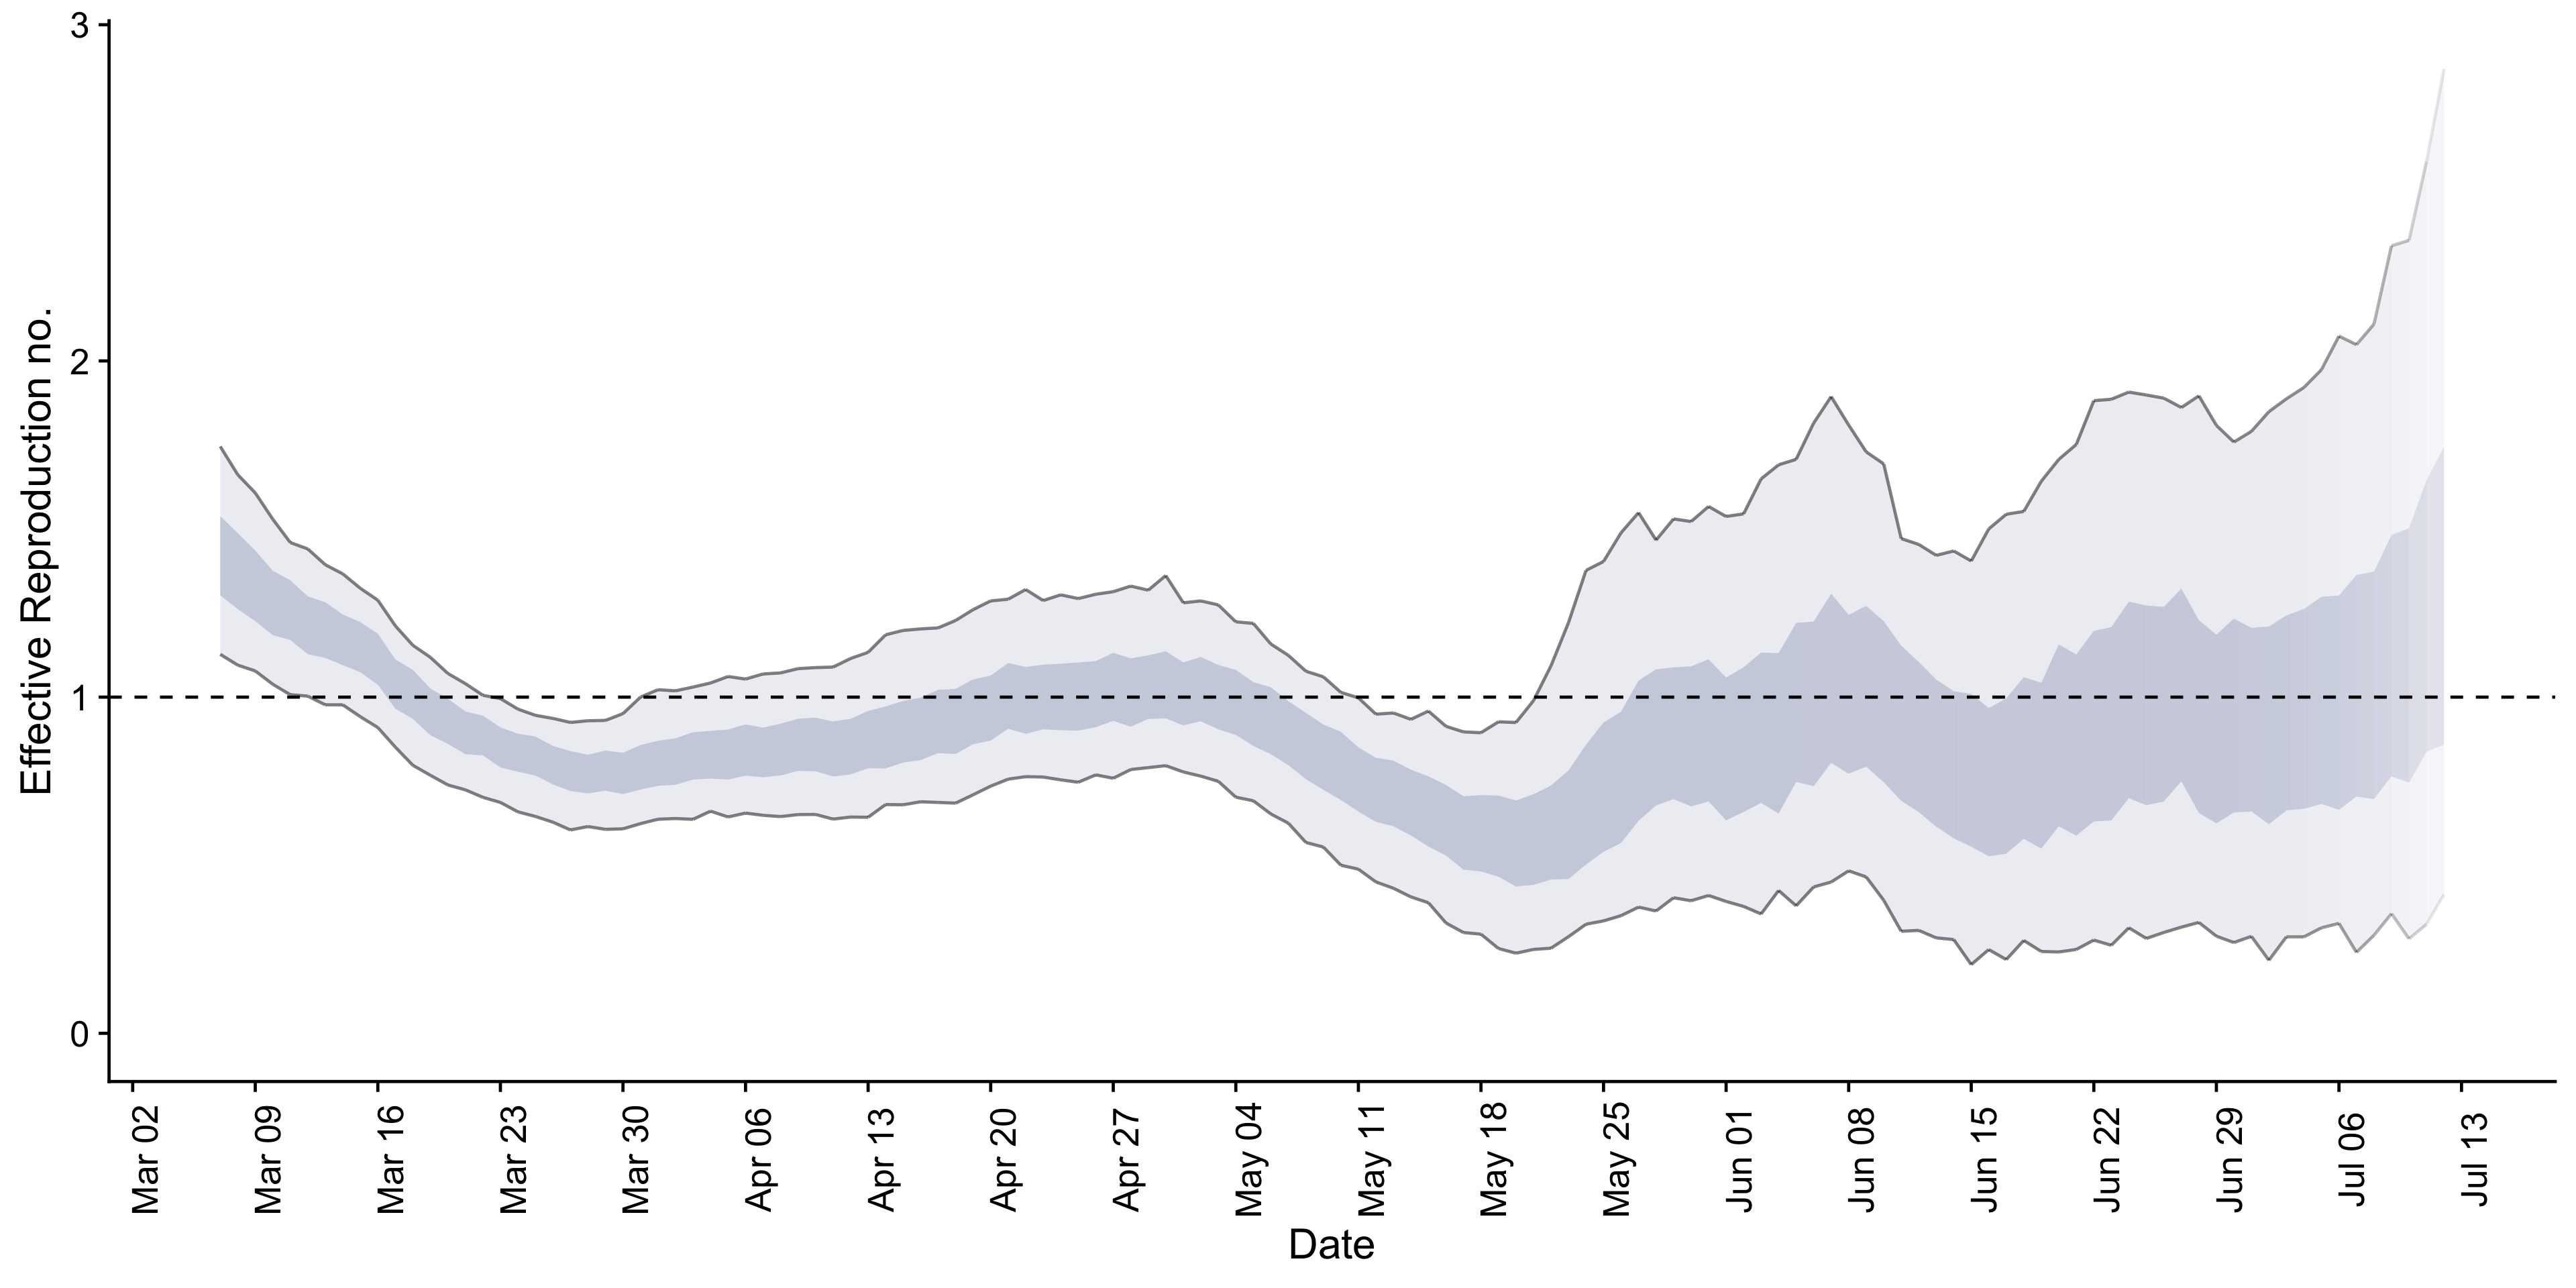 Effective Reproduction no.
3
2
1
0
Mar 02
Mar 09
Mar 16
Mar 23
Mar 30
Apr 06
Apr 13
Apr 20
Apr 27
May 04
May 11
May 18
May 25
Jun 01
Jun 08
Jun 15
Jun 22
Jun 29
Jul 06
Jul 13
Date